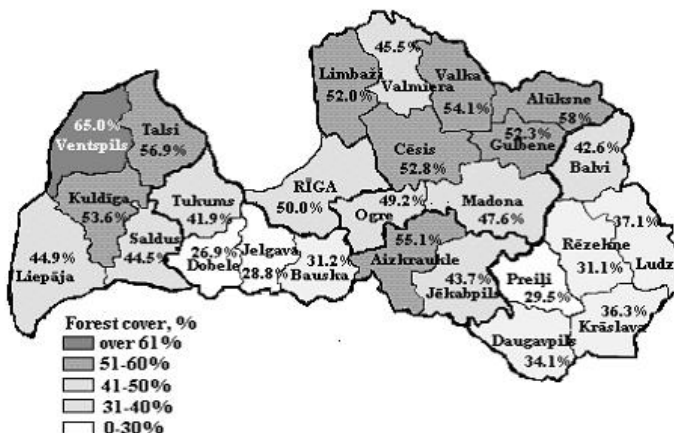 45.5%
Valmiera
Limbaži
52.0%
Valka
54.1%
Alūksne
58%
52.3%
Gulbene
65.0%
Ventspils
Talsi
56.9%
Cēsis
52.8%
42.6%
Balvi
Kuldīga
53.6%
Tukums
41.9%
RĪGA
50.0%
49.2%
Ogre
Madona
47.6%
37.1%
Ludz
44.9%
Liepāja
Saldus
44.5%
26.9%
Dobele
Jelgava
28.8%
31.2%
Bauska
55.1%
Aizkraukle
43.7%
Jēkabpils
Preiļi
29.5%
Rēzekne
31.1%
36.3%
Krāslava
Daugavpils
34.1%
Forest cover, %
over 61%
51-60%
41-50%
31-40%
0-30%